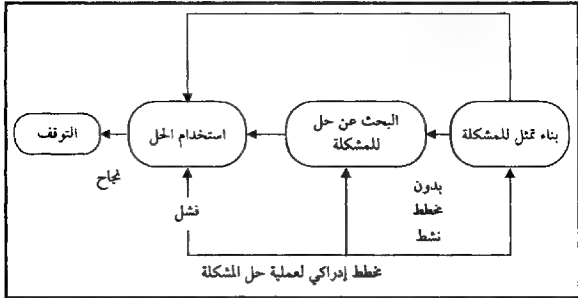 بناء تمثل للمشكلة
البحث عن حل
للمشكلة
استخدام الحل
التوقف
بدون
مخطط
نشط
فشل
نجاح
مخطط إدراكي لعملية حل المشكلة